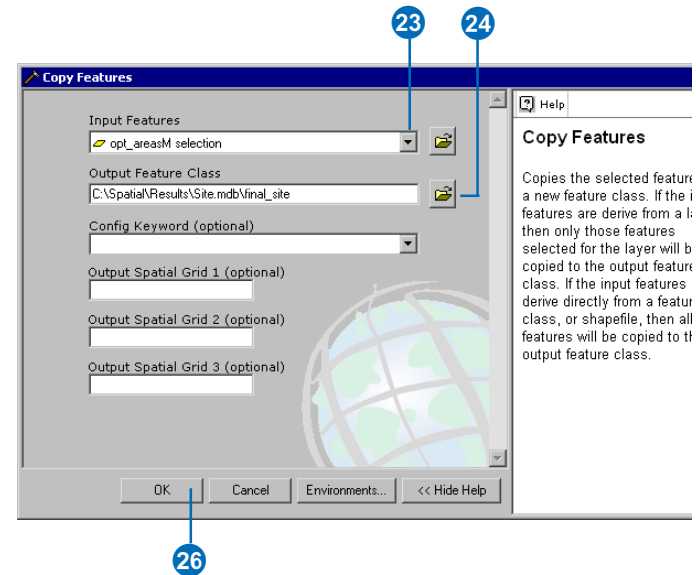 23 24
Copy Features
Input Features
opt_areasM selection
Output Feature Class
C:\Spatial\Results\Site.mdb\final_site
Config Keyword (optional)
Output Spatial Grid 1 (optional)
Output Spatial Grid 2 (optional)
Output Spatial Grid 3 (optional)
OK Cancel Environments... << Hide Help
Help
Copy Features
Copies the selected feature
a new feature class. If the
features are derive from a
then only those features
selected for the layer will
copied to the output feature
class. If the input features
derive directly from a
class, or shapefile, then all
features will be copied to
output feature class.
26